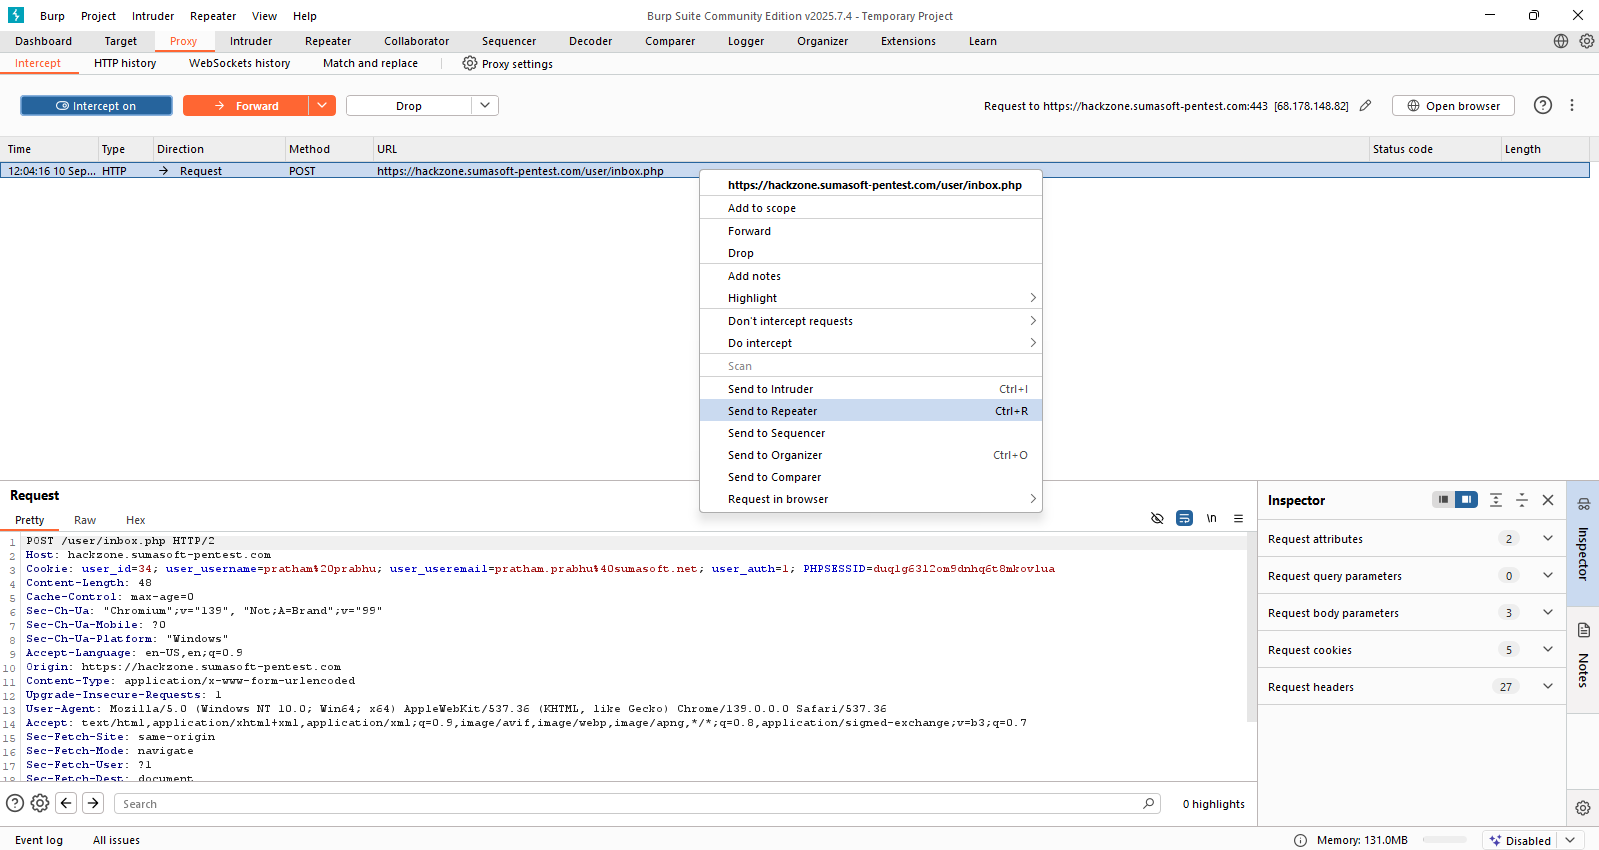 Burp Project Intruder Repeater View Help Burp Suite Community Edition v2025.7.4 - Temporary Project
Dashboard Target Proxy Intruder Repeater Collaborator Sequencer Decoder Comparer Logger Organizer Extensions Learn
Intercept HTTP history WebSockets history Match and replace Proxy settings
Intercept on Forward Drop Request to https://hackzone.sumasoft-pentest.com:443 [68.178.148.82] Open browser
Time Type Direction Method URL Status code Length
12:04:16 10 Sep... HTTP Request POST https://hackzone.sumasoft-pentest.com/user/inbox.php
https://hackzone.sumasoft-pentest.com/user/inbox.php
Add to scope
Forward
Drop
Add notes
Highlight
Don't intercept requests
Do intercept
Scan
Send to Intruder Ctrl+I
Send to Repeater Ctrl+R
Send to Sequencer
Send to Organizer Ctrl+O
Send to Comparer
Request in browser
Request
Pretty Raw Hex \n
1 POST /user/inbox.php HTTP/2
2 Host: hackzone.sumasoft-pentest.com
3 Cookie: user_id=34; user_username=pratham%20prabhu; user_useremail=pratham.prabhu%40sumasoft.net; user_auth=1; PHPSESSID=duqlg63l2om9dnhq6t8mkovlua
4 Content-Length: 48
5 Cache-Control: max-age=0
6 Sec-Ch-Ua: "Chromium";v="139", "Not;A=Brand";v="99"
7 Sec-Ch-Ua-Mobile: ?0
8 Sec-Ch-Ua-Platform: "Windows"
9 Accept-Language: en-US,en;q=0.9
10 Origin: https://hackzone.sumasoft-pentest.com
11 Content-Type: application/x-www-form-urlencoded
12 Upgrade-Insecure-Requests: 1
13 User-Agent: Mozilla/5.0 (Windows NT 10.0; Win64; x64) AppleWebKit/537.36 (KHTML, like Gecko) Chrome/139.0.0.0 Safari/537.36
14 Accept: text/html,application/xhtml+xml,application/xml;q=0.9,image/avif,image/webp,image/apng,*/*;q=0.8,application/signed-exchange;v=b3;q=0.7
15 Sec-Fetch-Site: same-origin
16 Sec-Fetch-Mode: navigate
17 Sec-Fetch-User: ?1
18 Sec-Fetch-Dest: document
Inspector
Request attributes 2
Request query parameters 0
Request body parameters 3
Request cookies 5
Request headers 27
Inspector
Notes
Search 0 highlights
Event log All issues Memory: 131.0MB Disabled